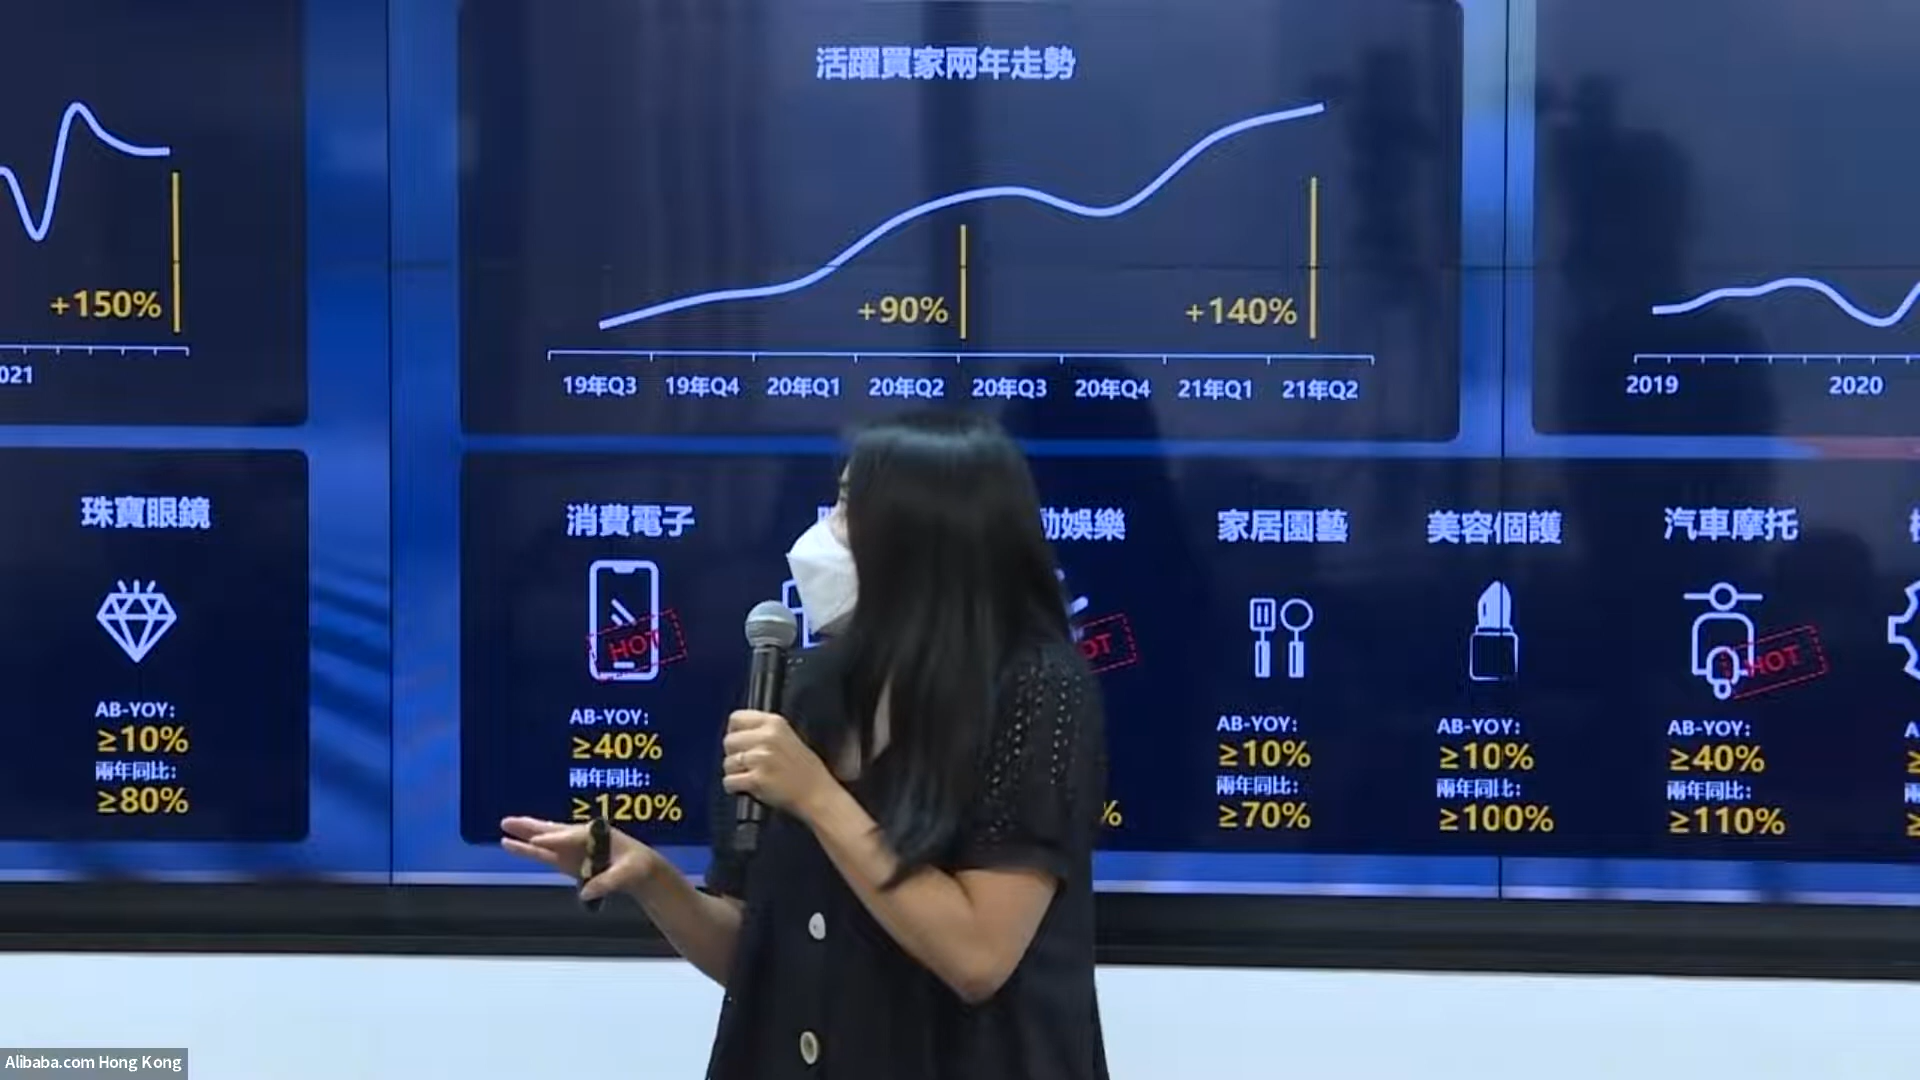 活躍買家兩年走勢
+150%
+90%
+140%
021
19年Q3
19年Q4
20年Q1
20年Q2
20年Q3
20年Q4
21年Q1
21年Q2
2019
2020
珠寶眼鏡
AB-YOY:
≥10%
兩年同比:
≥80%
消費電子
HOT
AB-YOY:
≥40%
兩年同比:
≥120%
動娛樂
OT
%
家居園藝
AB-YOY:
≥10%
兩年同比:
≥70%
美容個護
AB-YOY:
≥10%
兩年同比:
≥100%
汽車摩托
HOT
AB-YOY:
≥40%
兩年同比:
≥110%
Alibaba.com Hong Kong